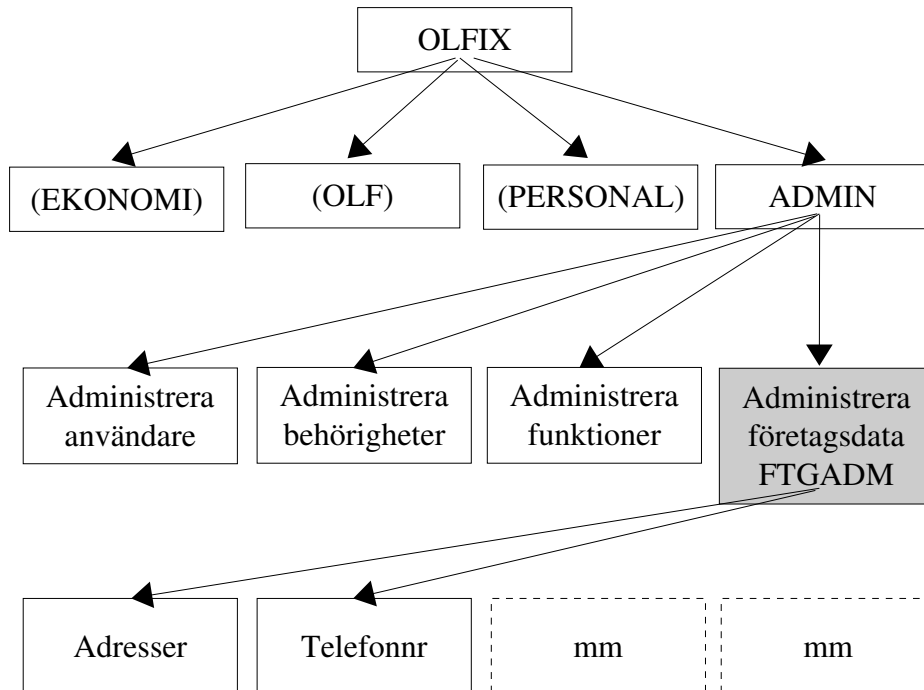 OLFIX
(EKONOMI)
(OLF)
(PERSONAL)
ADMIN
Administrera
användare
Administrera
behörigheter
Administrera
funktioner
Administrera
företagsdata
FTGADM
Adresser
Telefonnr
mm
mm